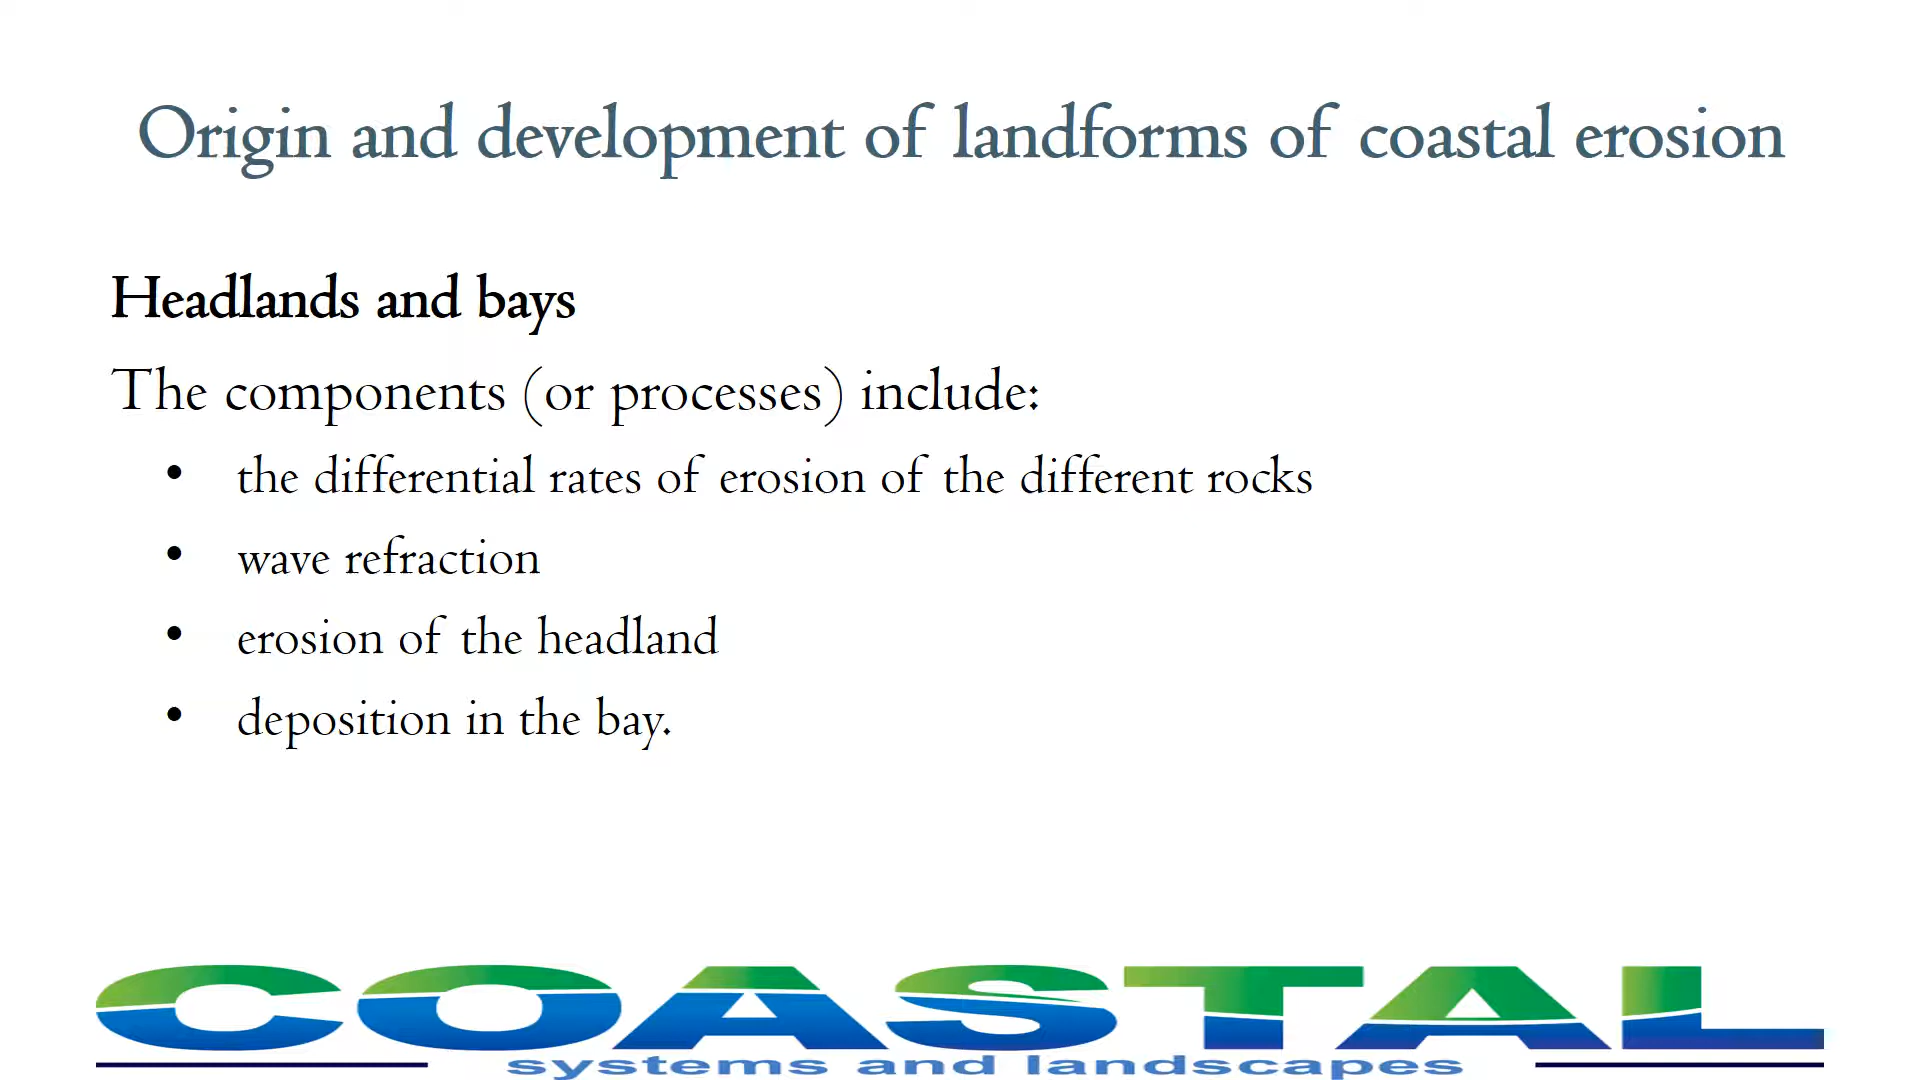 Origin and development of landforms of coastal erosion
Headlands and bays
The components (or processes) include:
• the differential rates of erosion of the different rocks
• wave refraction
• erosion of the headland
• deposition in the bay.
COASTAL
systems and landscapes